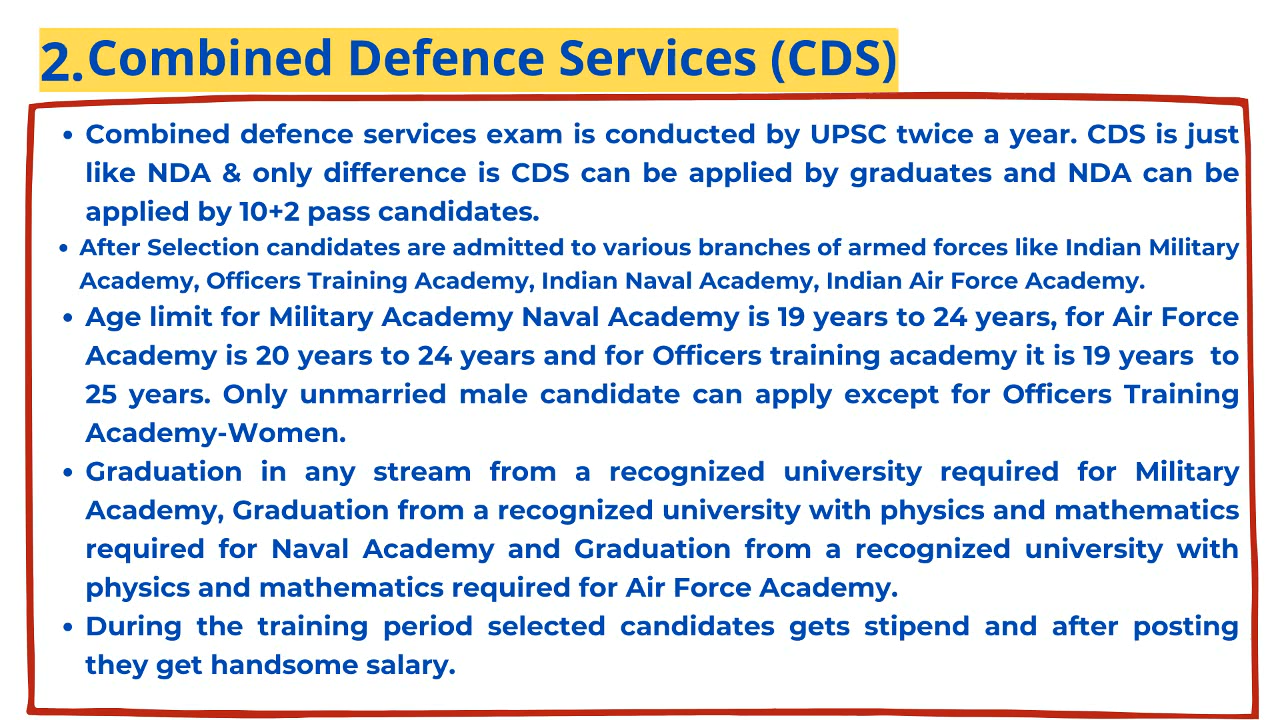 2.Combined Defence Services (CDS)
• Combined defence services exam is conducted by UPSC twice a year. CDS is just
like NDA & only difference is CDS can be applied by graduates and NDA can be
applied by 10+2 pass candidates.
• After Selection candidates are admitted to various branches of armed forces like Indian Military
Academy, Officers Training Academy, Indian Naval Academy, Indian Air Force Academy.
• Age limit for Military Academy Naval Academy is 19 years to 24 years, for Air Force
Academy is 20 years to 24 years and for Officers training academy it is 19 years to
25 years. Only unmarried male candidate can apply except for Officers Training
Academy-Women.
• Graduation in any stream from a recognized university required for Military
Academy, Graduation from a recognized university with physics and mathematics
required for Naval Academy and Graduation from a recognized university with
physics and mathematics required for Air Force Academy.
• During the training period selected candidates gets stipend and after posting
they get handsome salary.